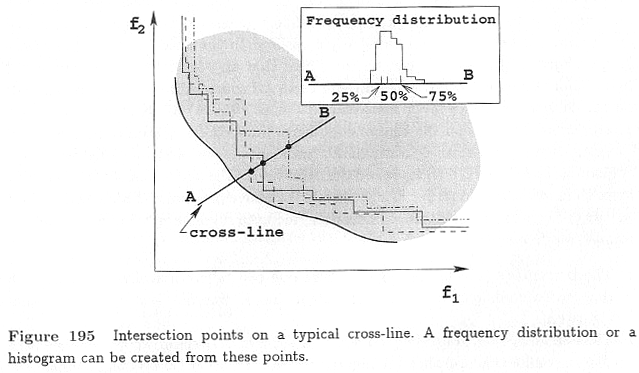 f2
Frequency distribution
A B
25% 50% 75%
B
A
cross-line
f1
Figure 195 Intersection points on a typical cross-line. A frequency distribution or a
histogram can be created from these points.